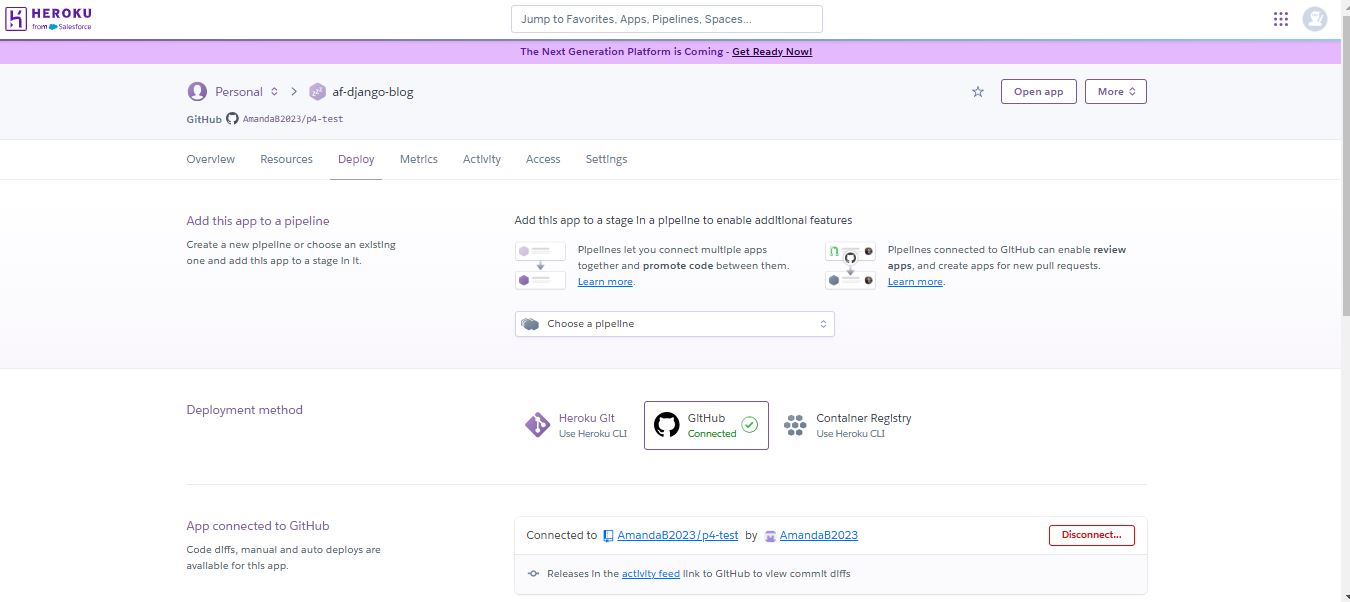 HEROKU
from Salesforce
Jump to Favorites, Apps, Pipelines, Spaces...
The Next Generation Platform is Coming - Get Ready Now!
Personal
af-django-blog
Open app
More
GitHub AmandaB2023/p4-test
Overview
Resources
Deploy
Metrics
Activity
Access
Settings
Add this app to a pipeline
Create a new pipeline or choose an existing
one and add this app to a stage in it.
Add this app to a stage in a pipeline to enable additional features
Pipelines let you connect multiple apps
together and promote code between them.
Learn more.
Pipelines connected to GitHub can enable review
apps, and create apps for new pull requests.
Learn more.
Choose a pipeline
Deployment method
Heroku Git
Use Heroku CLI
GitHub
Connected
Container Registry
Use Heroku CLI
App connected to GitHub
Code diffs, manual and auto deploys are
available for this app.
Connected to AmandaB2023/p4-test by AmandaB2023
Disconnect...
Releases in the activity feed link to GitHub to view commit diffs